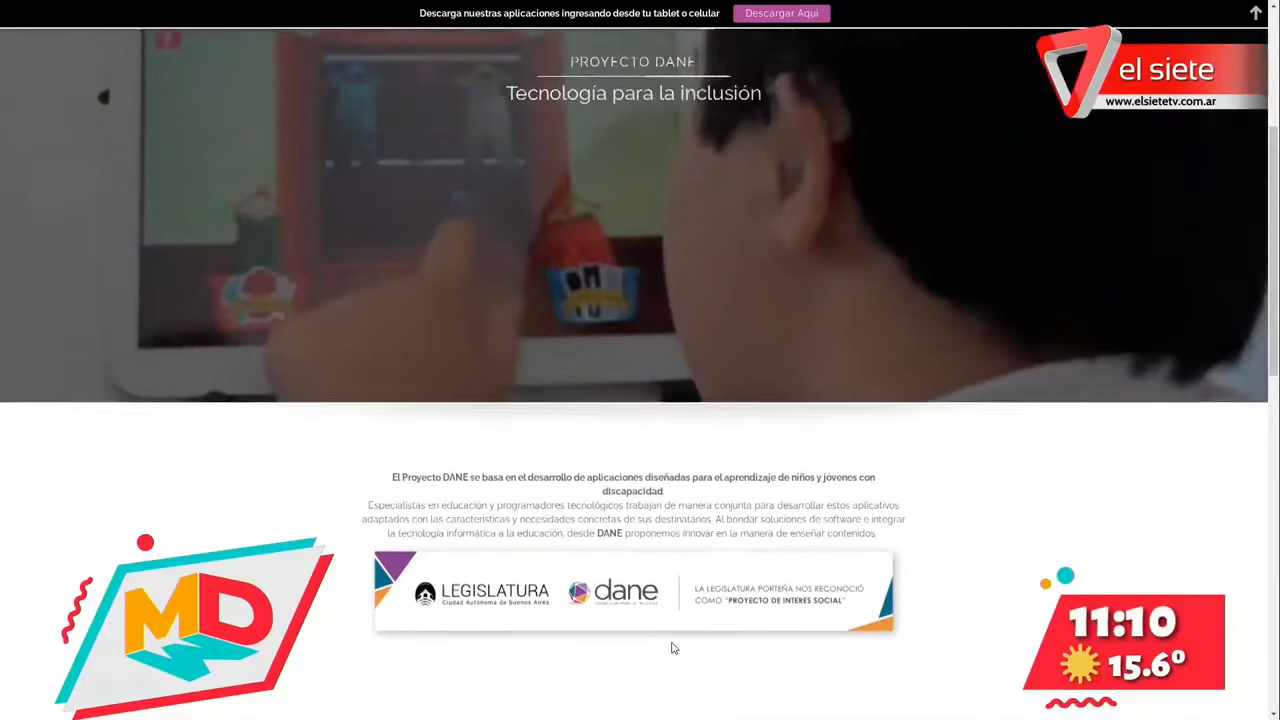 Descarga nuestras aplicaciones ingresando desde tu tablet o celular
Descargar Aqui
PROYECTO DANE
Tecnología para la inclusión
el siete
www.elsietetv.com.ar
El Proyecto DANE se basa en el desarrollo de aplicaciones diseñadas para el aprendizaje de niños y jóvenes con
discapacidad.
Especialistas en educación y programadores tecnológicos trabajan de manera conjunta para desarrollar estos aplicativos
adaptados con las características y necesidades concretas de sus destinatarios. Al brindar soluciones de software e integrar
la tecnología informática a la educación, desde DANE proponemos innovar en la manera de enseñar contenidos.
LEGISLATURA
Ciudad Autónoma de Buenos Aires
dane
LA LEGISLATURA PORTEÑA NOS RECONOCIÓ
COMO "PROYECTO DE INTERES SOCIAL"
MD
11:10
15.6º